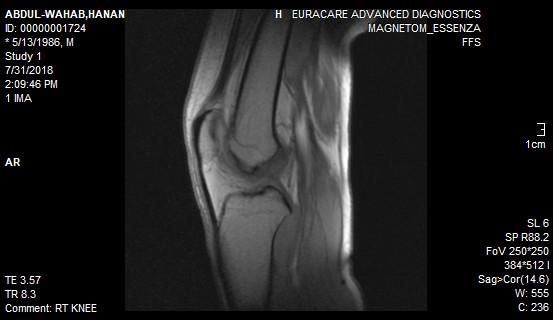 ABDUL-WAHAB,HANAN
ID: 00000001724
* 5/13/1986, M
Study 1
7/31/2018
2:09:46 PM
1 IMA
H EURACARE ADVANCED DIAGNOSTICS
MAGNETOM_ESSENZA
FFS
1cm
AR
SL 6
SP R88.2
FoV 250*250
384*512 I
Sag>Cor(14.6)
W: 555
C: 236
TE 3.57
TR 8.3
Comment: RT KNEE